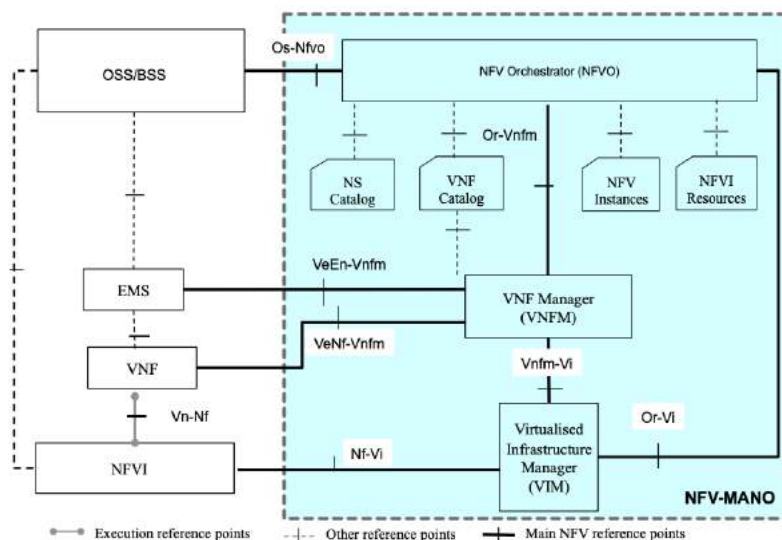 Os-Nfvo
OSS/BSS
NFV Orchestrator (NFVO)
Or-Vnfm
NS
Catalog
VNF
Catalog
NFV
Instances
NFVI
Resources
EMS
VeEn-Vnfm
VNF Manager
(VNFM)
VeNf-Vnfm
VNF
Vnfm-Vi
Vn-Nf
Or-Vi
Virtualised
Infrastructure
Manager
(VIM)
NFVI
Nf-Vi
NFV-MANO
Execution reference points
Other reference points
Main NFV reference points